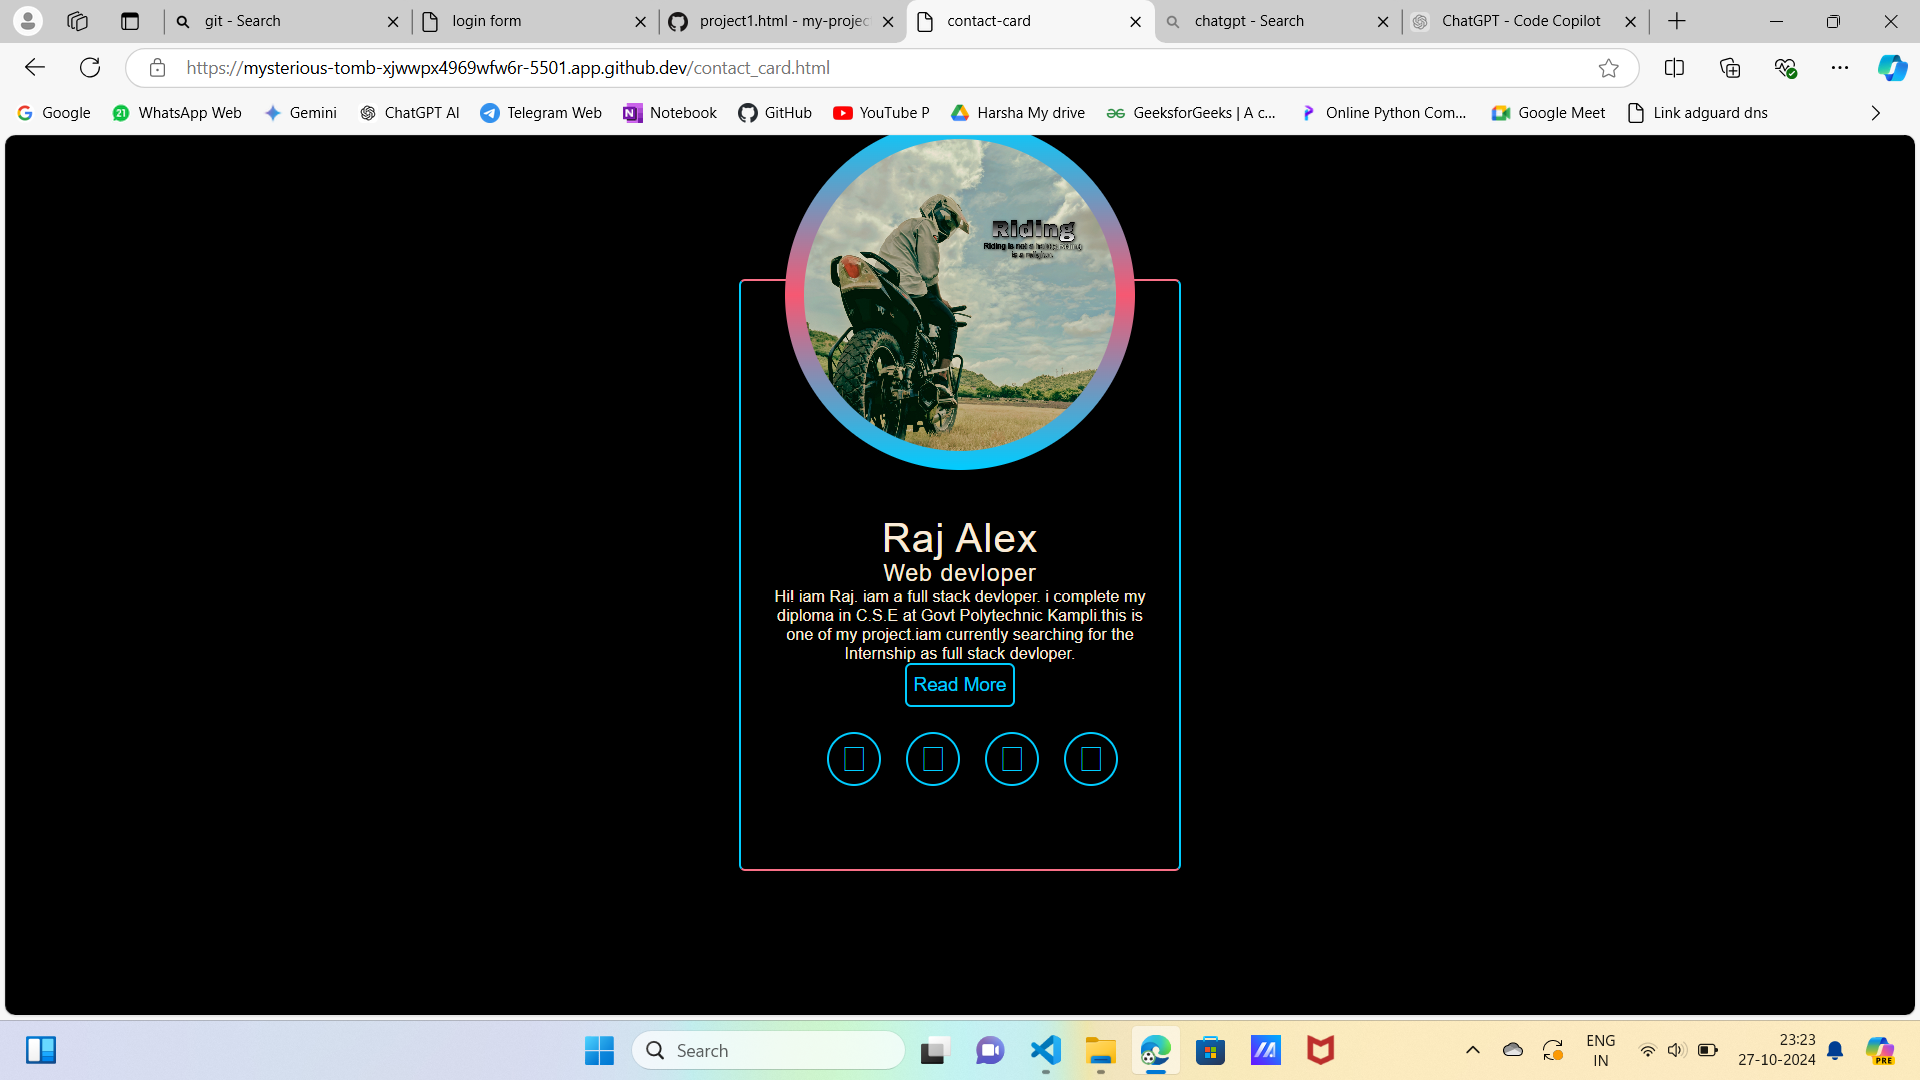 git - Search
login form
project1.html - my-project
contact-card
chatgpt - Search
ChatGPT - Code Copilot
https://mysterious-tomb-xjwwpx4969wfw6r-5501.app.github.dev/contact_card.html
Google
21
WhatsApp Web
Gemini
ChatGPT AI
Telegram Web
N
Notebook
GitHub
YouTube P
Harsha My drive
GeeksforGeeks | A c...
Online Python Com...
Google Meet
Link adguard dns
Riding
Riding is not a
is a religion.
Raj Alex
Web devloper
Hi! iam Raj. iam a full stack devloper. i complete my
diploma in C.S.E at Govt Polytechnic Kampli.this is
one of my project.iam currently searching for the
Internship as full stack devloper.
Read More
Search
ENG
IN
23:23
27-10-2024
PRE